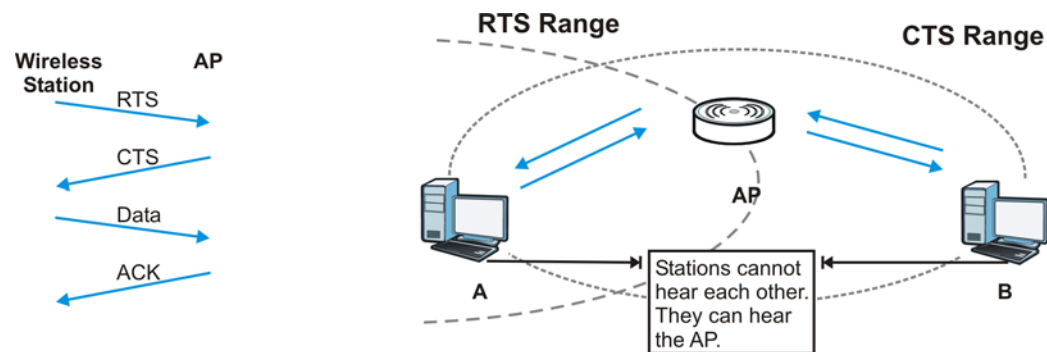 Wireless
Station
AP
RTS
CTS
Data
ACK
RTS Range
CTS Range
AP
A
Stations cannot
hear each other.
They can hear
the AP.
B